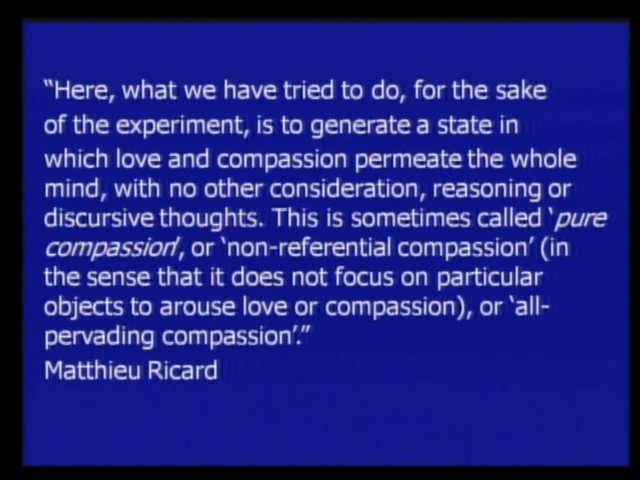 “Here, what we have tried to do, for the sake
of the experiment, is to generate a state in
which love and compassion permeate the whole
mind, with no other consideration, reasoning or
discursive thoughts. This is sometimes called ‘pure
compassion’, or ‘non-referential compassion’ (in
the sense that it does not focus on particular
objects to arouse love or compassion), or ‘all-
pervading compassion’.”
Matthieu Ricard